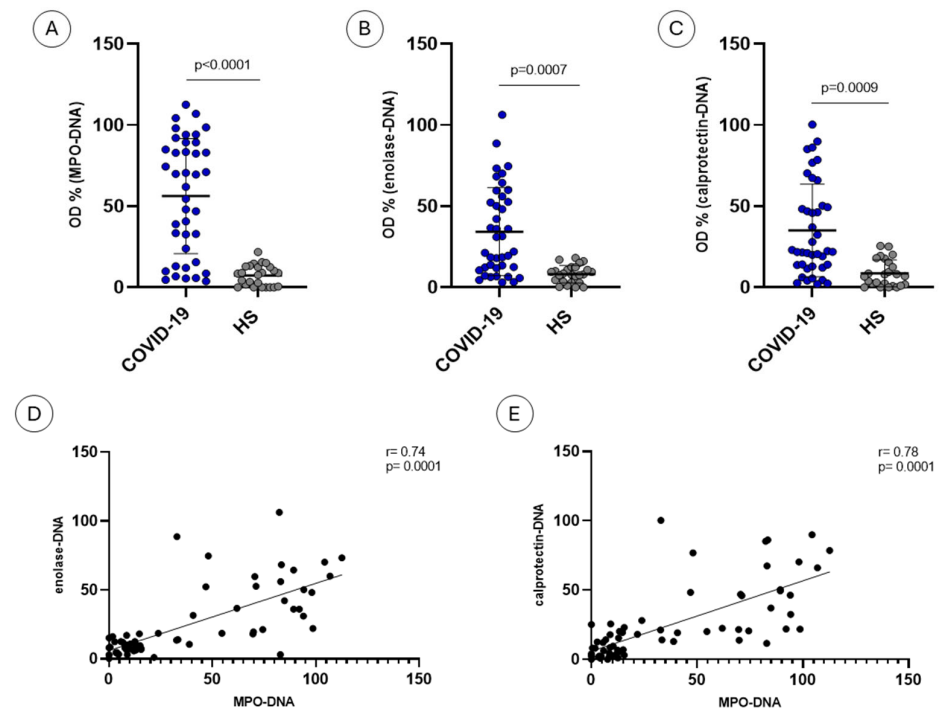 A
B
C
150
100
50
0
OD % (MPO-DNA)
p<0.0001
COVID-19
HS
150
100
50
0
OD % (enolase-DNA)
p=0.0007
COVID-19
HS
150
100
50
0
OD % (calprotectin-DNA)
p=0.0009
COVID-19
HS
D
E
150
100
50
0
enolase-DNA
r= 0.74
p= 0.0001
0
50
100
150
MPO-DNA
150
100
50
0
calprotectin-DNA
r= 0.78
p= 0.0001
0
50
100
150
MPO-DNA